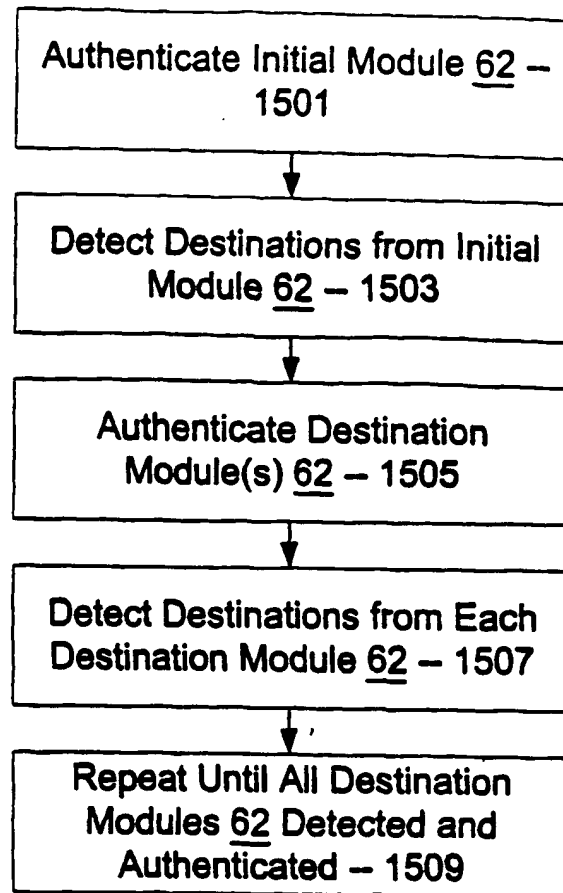 Authenticate Initial Module 62 –
1501
Detect Destinations from Initial
Module 62 – 1503
Authenticate Destination
Module(s) 62 – 1505
Detect Destinations from Each
Destination Module 62 – 1507
Repeat Until All Destination
Modules 62 Detected and
Authenticated – 1509